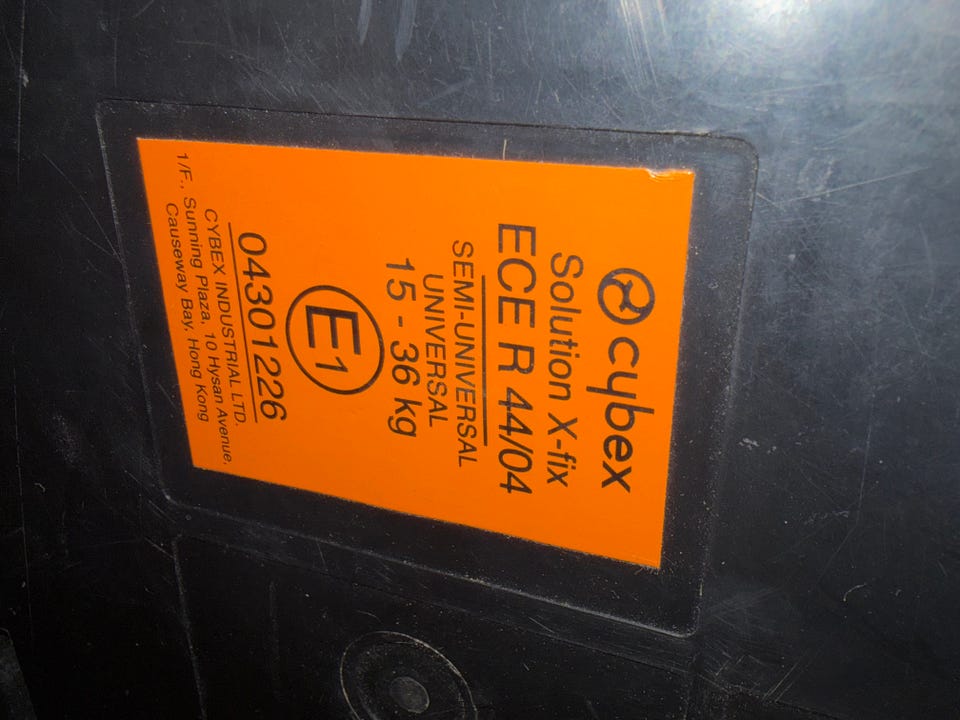 cybex
Solution X-fix
ECE R 44/04
SEMI-UNIVERSAL
UNIVERSAL
15 - 36 kg
E1
04301226
CYBEX INDUSTRIAL LTD.
1/F., Sunning Plaza, 10 Hysan Avenue.
Causeway Bay, Hong Kong